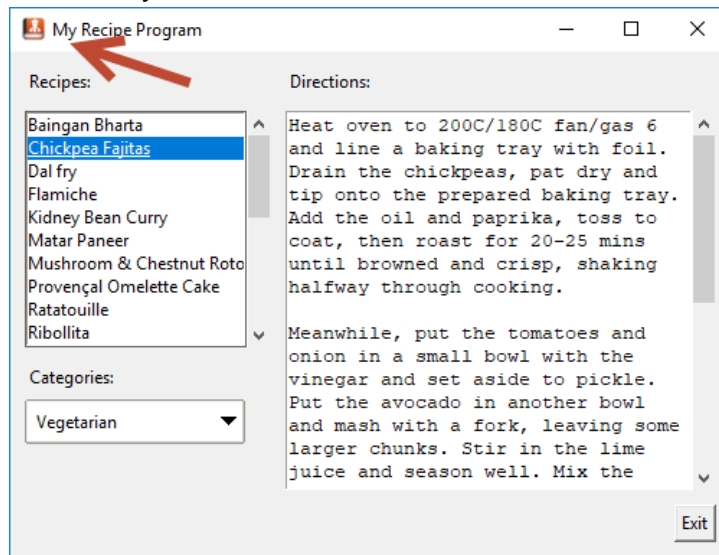 My Recipe Program
Recipes:
Baingan Bharta
Chickpea Fajitas
Dal fry
Flamiche
Kidney Bean Curry
Matar Paneer
Mushroom & Chestnut Roto
Provençal Omelette Cake
Ratatouille
Ribollita
Categories:
Vegetarian
Directions:
Heat oven to 200C/180C fan/gas 6
and line a baking tray with foil.
Drain the chickpeas, pat dry and
tip onto the prepared baking tray.
Add the oil and paprika, toss to
coat, then roast for 20-25 mins
until browned and crisp, shaking
halfway through cooking.
Meanwhile, put the tomatoes and
onion in a small bowl with the
vinegar and set aside to pickle.
Put the avocado in another bowl
and mash with a fork, leaving some
larger chunks. Stir in the lime
juice and season well. Mix the
Exit